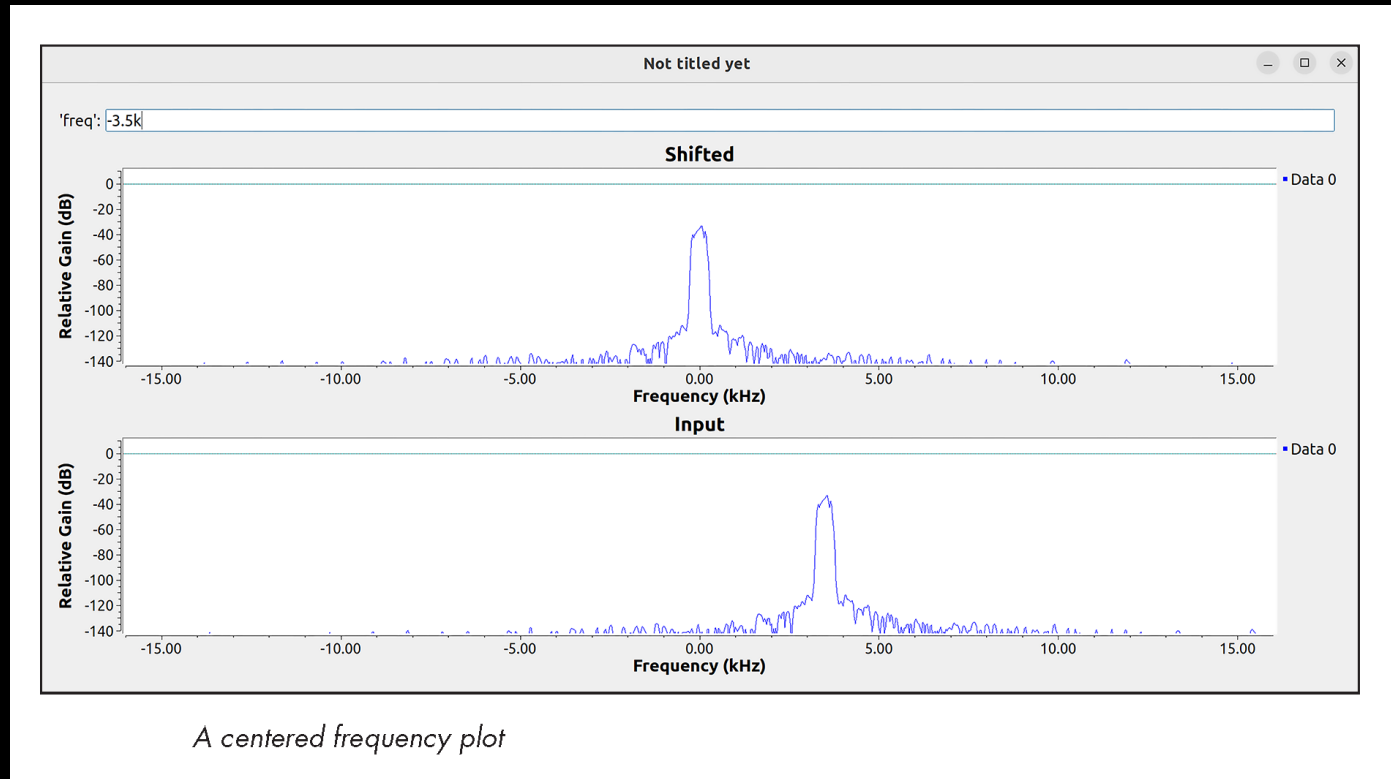 Not titled yet
'freq': -3.5k
Shifted
Data 0
Relative Gain (dB)
0
-20
-40
-60
-80
-100
-120
-140
-15.00 -10.00 -5.00 0.00 5.00 10.00 15.00
Frequency (kHz)
Input
Data 0
Relative Gain (dB)
0
-20
-40
-60
-80
-100
-120
-140
-15.00 -10.00 -5.00 0.00 5.00 10.00 15.00
Frequency (kHz)
A centered frequency plot